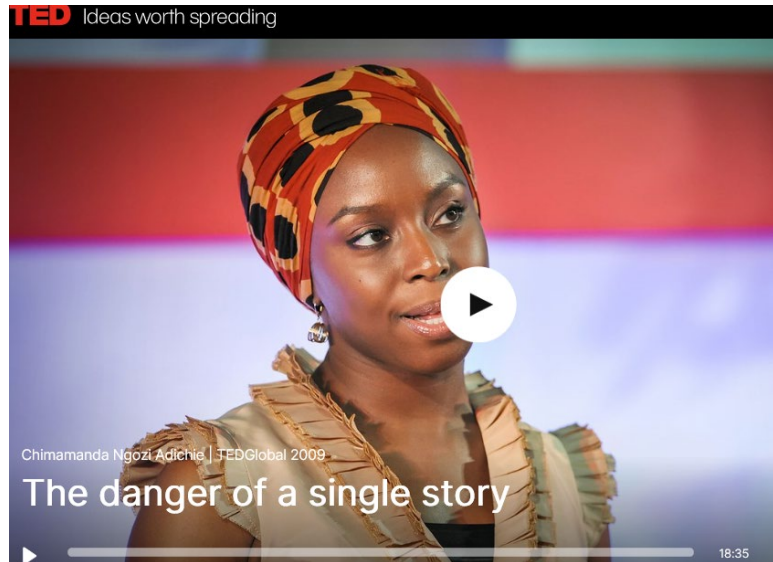 TED Ideas worth spreading
Chimamanda Ngozi Adichie | TEDGlobal 2009
The danger of a single story
18:35